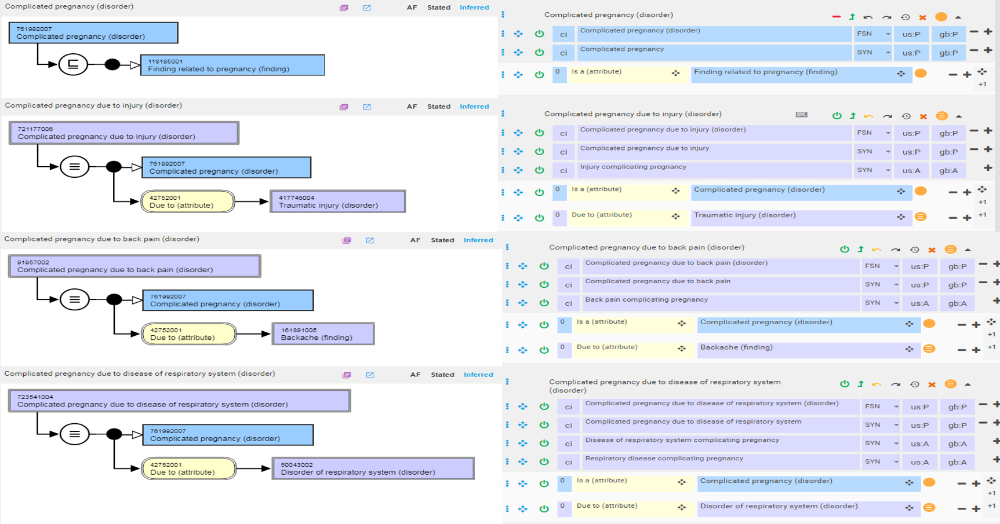 Complicated pregnancy (disorder)
AF Stated Inferred
761992007
Complicated pregnancy (disorder)
118185001
Finding related to pregnancy (finding)
Complicated pregnancy (disorder)
ci Complicated pregnancy (disorder) FSN us:P gb:P
ci Complicated pregnancy SYN us:P gb:P
0 Is a (attribute) Finding related to pregnancy (finding)
+1
Complicated pregnancy due to injury (disorder)
AF Stated Inferred
721177006
Complicated pregnancy due to injury (disorder)
761992007
Complicated pregnancy (disorder)
42752001
Due to (attribute)
417746004
Traumatic injury (disorder)
Complicated pregnancy due to injury (disorder)
ci Complicated pregnancy due to injury (disorder) FSN us:P gb:P
ci Complicated pregnancy due to injury SYN us:P gb:P
ci Injury complicating pregnancy SYN us:A gb:A
0 Is a (attribute) Complicated pregnancy (disorder)
+1
0 Due to (attribute) Traumatic injury (disorder) +1
Complicated pregnancy due to back pain (disorder)
AF Stated Inferred
91957002
Complicated pregnancy due to back pain (disorder)
761992007
Complicated pregnancy (disorder)
42752001
Due to (attribute)
161891005
Backache (finding)
Complicated pregnancy due to back pain (disorder)
ci Complicated pregnancy due to back pain (disorder) FSN us:P gb:P
ci Complicated pregnancy due to back pain SYN us:P gb:P
ci Back pain complicating pregnancy SYN us:A gb:A
0 Is a (attribute) Complicated pregnancy (disorder)
+1
0 Due to (attribute) Backache (finding) +1
Complicated pregnancy due to disease of respiratory system (disorder)
AF Stated Inferred
723541004
Complicated pregnancy due to disease of respiratory system (disorder)
761992007
Complicated pregnancy (disorder)
42752001
Due to (attribute)
50043002
Disorder of respiratory system (disorder)
Complicated pregnancy due to disease of respiratory system
(disorder)
ci Complicated pregnancy due to disease of respiratory system (disorder) FSN us:P gb:P
ci Complicated pregnancy due to disease of respiratory system SYN us:P gb:P
ci Disease of respiratory system complicating pregnancy SYN us:A gb:A
ci Respiratory disease complicating pregnancy SYN us:A gb:A
0 Is a (attribute) Complicated pregnancy (disorder)
+1
0 Due to (attribute) Disorder of respiratory system (disorder) +1